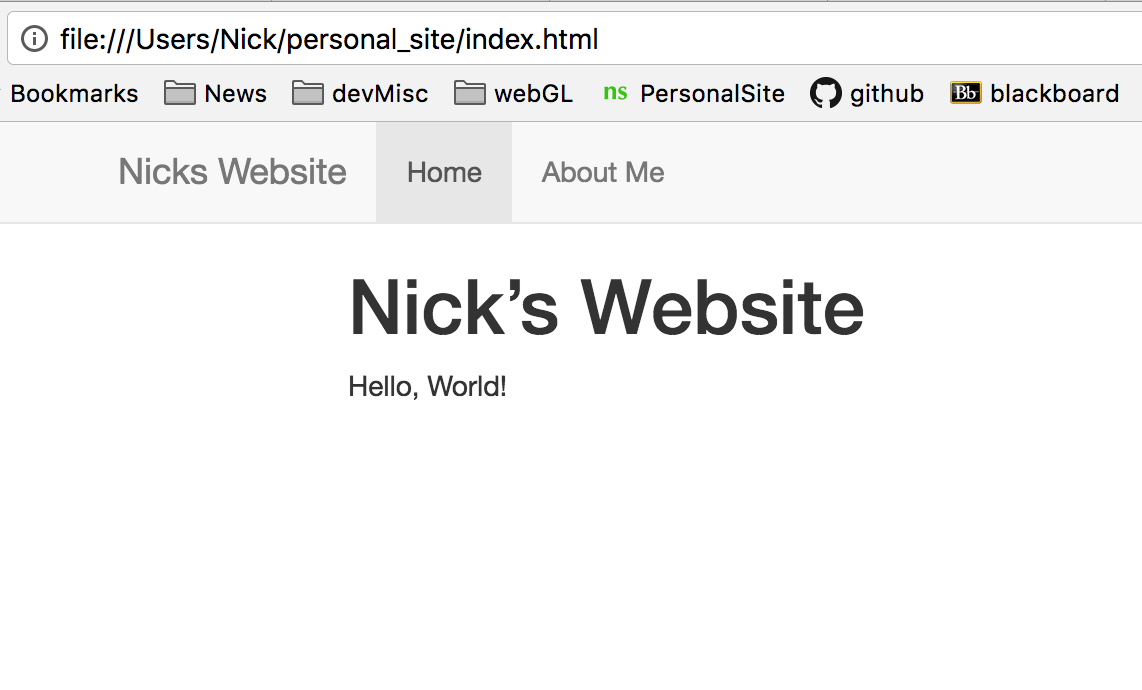 file:///Users/Nick/personal_site/index.html
Bookmarks News devMisc webGL ns PersonalSite github Bb blackboard
Nicks Website Home About Me
Nick’s Website
Hello, World!